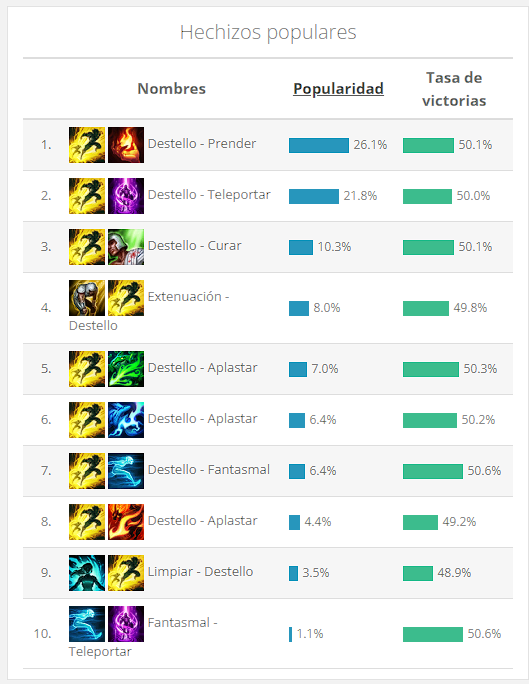 Hechizos populares
Nombres Popularidad Tasa de
victorias
1. Destello - Prender 26.1% 50.1%
2. Destello - Teleportar 21.8% 50.0%
3. Destello - Curar 10.3% 50.1%
4. Extenuación - 8.0% 49.8%
Destello
5. Destello - Aplastar 7.0% 50.3%
6. Destello - Aplastar 6.4% 50.2%
7. Destello - Fantasmal 6.4% 50.6%
8. Destello - Aplastar 4.4% 49.2%
9. Limpiar - Destello 3.5% 48.9%
10. Fantasmal - 1.1% 50.6%
Teleportar